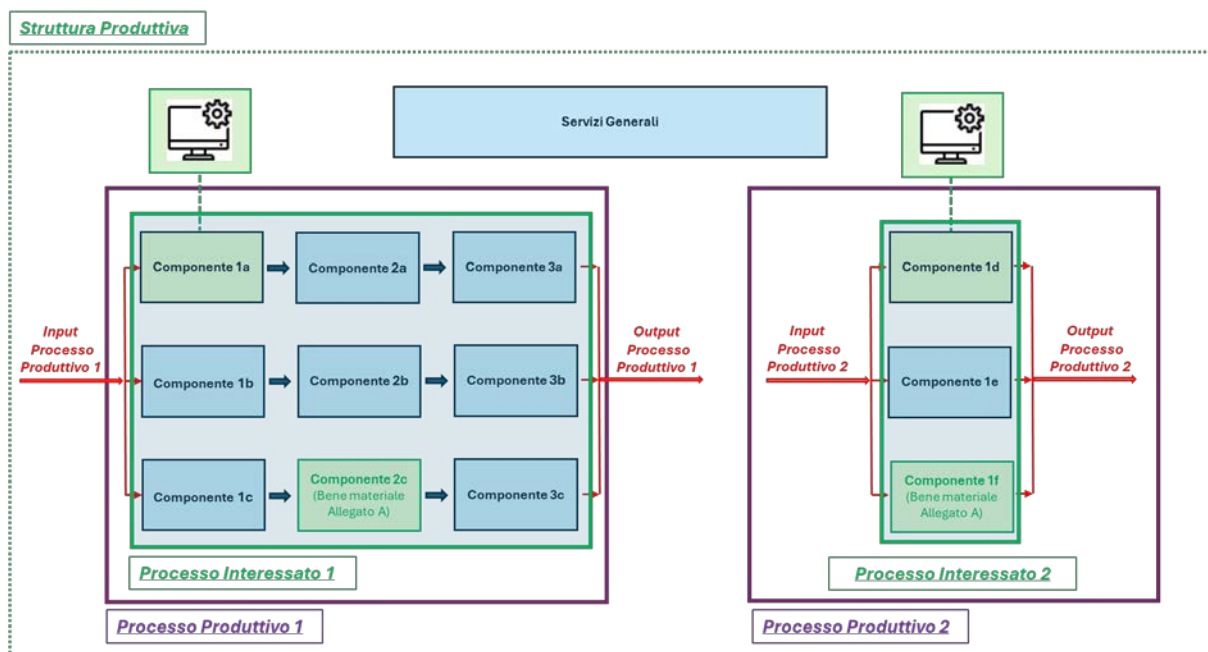 Struttura Produttiva
Servizi Generali
Componente 1a
Componente 2a
Componente 3a
Input
Processo
Produttivo 1
Componente 1b
Componente 2b
Componente 3b
Output
Processo
Produttivo 1
Componente 1c
Componente 2c
(Bene materiale
Allegato A)
Componente 3c
Processo Interessato 1
Processo Produttivo 1
Componente 1d
Input
Processo
Produttivo 2
Componente 1e
Output
Processo
Produttivo 2
Componente 1f
(Bene materiale
Allegato A)
Processo Interessato 2
Processo Produttivo 2